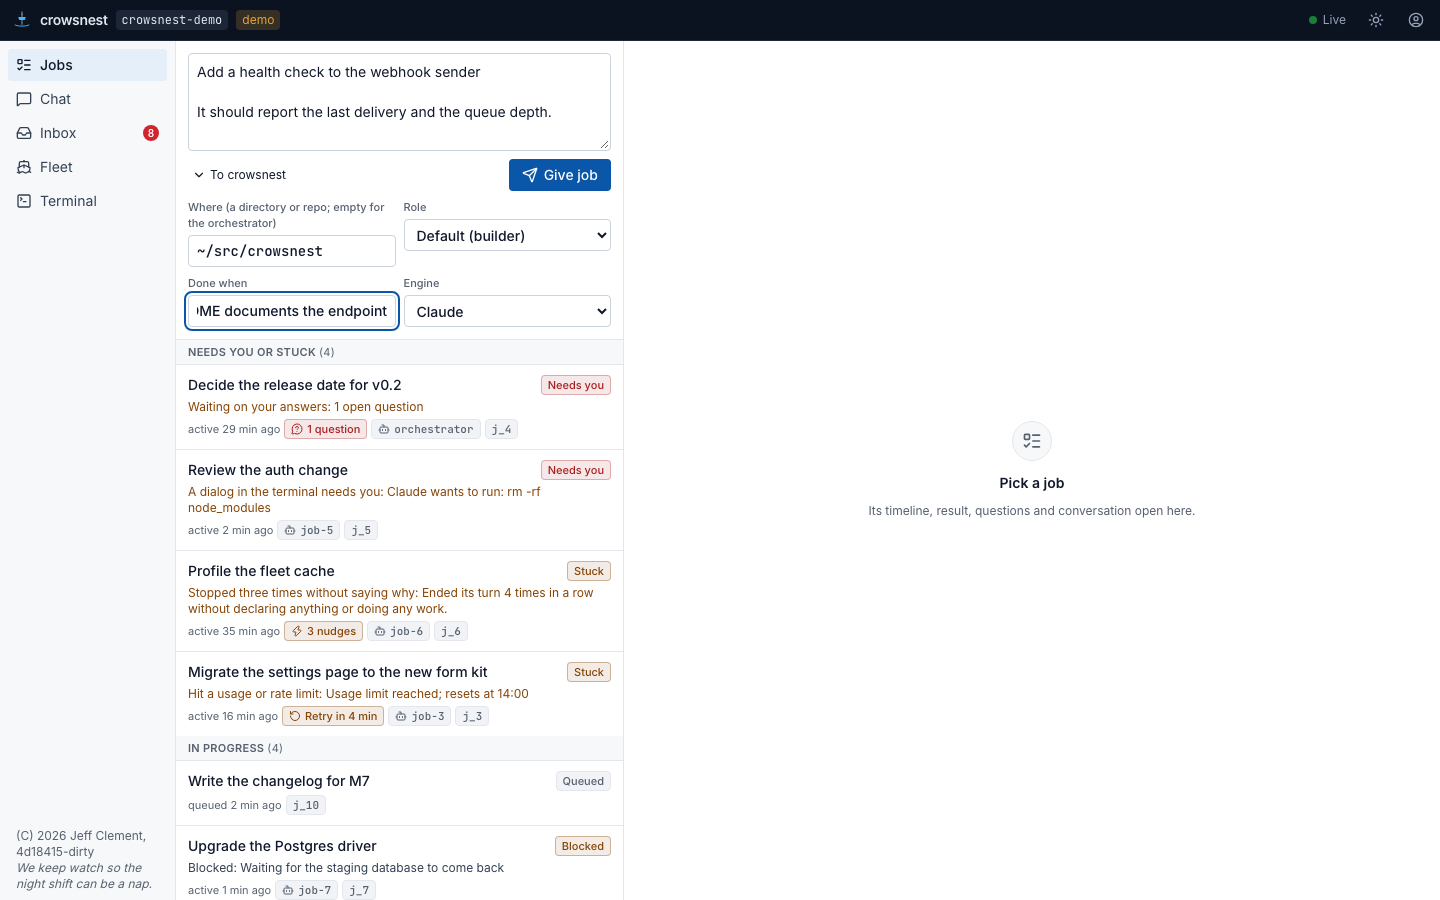 crowsnest crowsnest-demo demo
Live
Jobs
Chat
Inbox 8
Fleet
Terminal
Add a health check to the webhook sender
It should report the last delivery and the queue depth.
To crowsnest
Give job
Where (a directory or repo; empty for
the orchestrator)
~/src/crowsnest
Role
Default (builder)
Done when
ME documents the endpoint
Engine
Claude
NEEDS YOU OR STUCK (4)
Decide the release date for v0.2
Needs you
Waiting on your answers: 1 open question
active 29 min ago 1 question orchestrator j_4
Review the auth change
Needs you
A dialog in the terminal needs you: Claude wants to run: rm -rf
node_modules
active 2 min ago job-5 j_5
Profile the fleet cache
Stuck
Stopped three times without saying why: Ended its turn 4 times in a row
without declaring anything or doing any work.
active 35 min ago 3 nudges job-6 j_6
Migrate the settings page to the new form kit
Stuck
Hit a usage or rate limit: Usage limit reached; resets at 14:00
active 16 min ago Retry in 4 min job-3 j_3
IN PROGRESS (4)
Write the changelog for M7
Queued
queued 2 min ago j_10
Upgrade the Postgres driver
Blocked
Blocked: Waiting for the staging database to come back
active 1 min ago job-7 j_7
Pick a job
Its timeline, result, questions and conversation open here.
(C) 2026 Jeff Clement,
4d18415-dirty
We keep watch so the
night shift can be a nap.